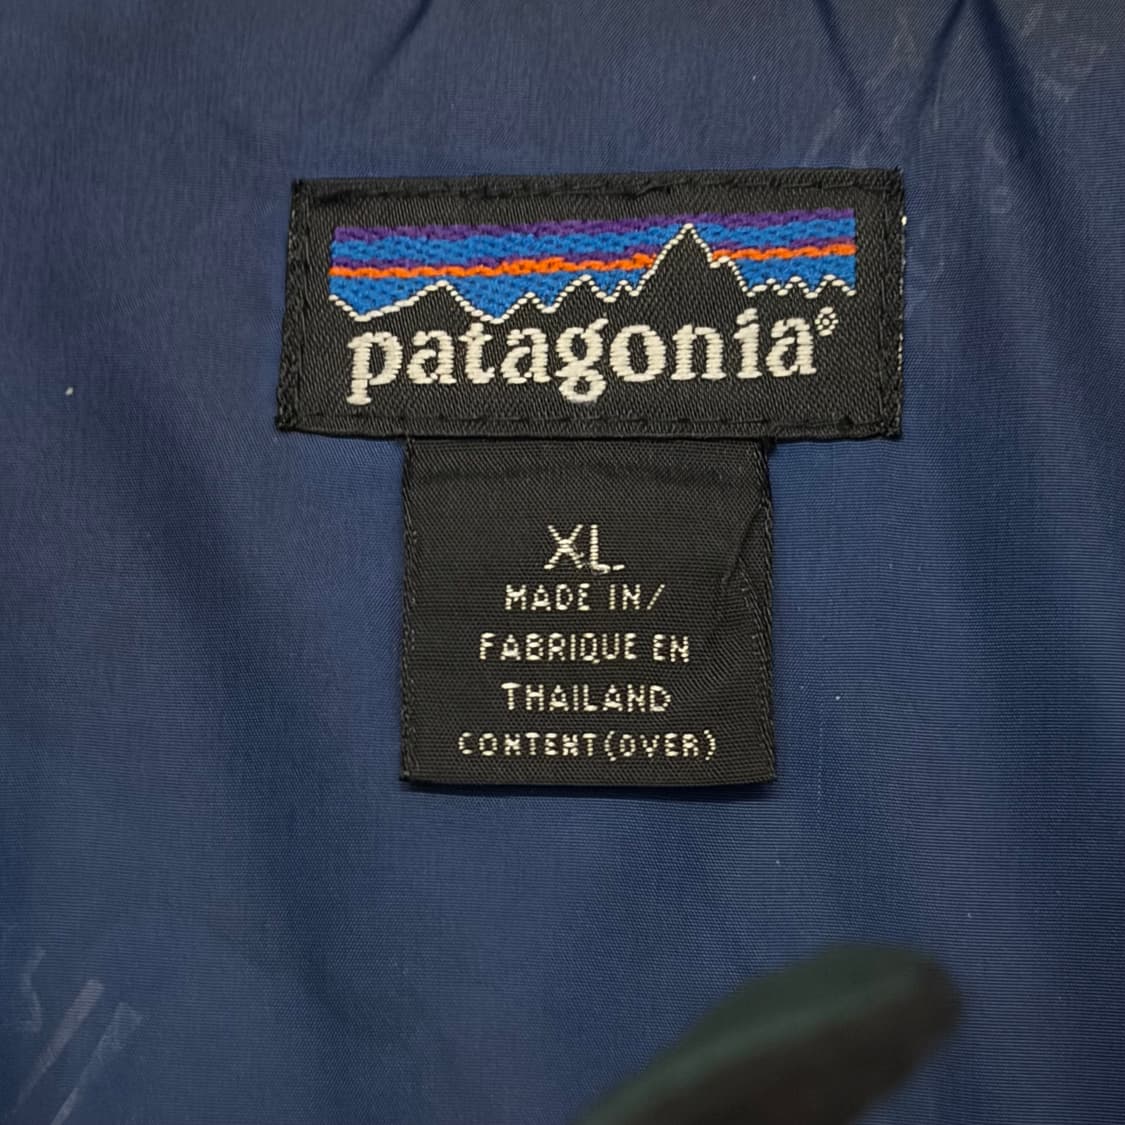 patagonia®
XL
MADE IN/
FABRIQUE EN
THAILAND
CONTENT(OVER)